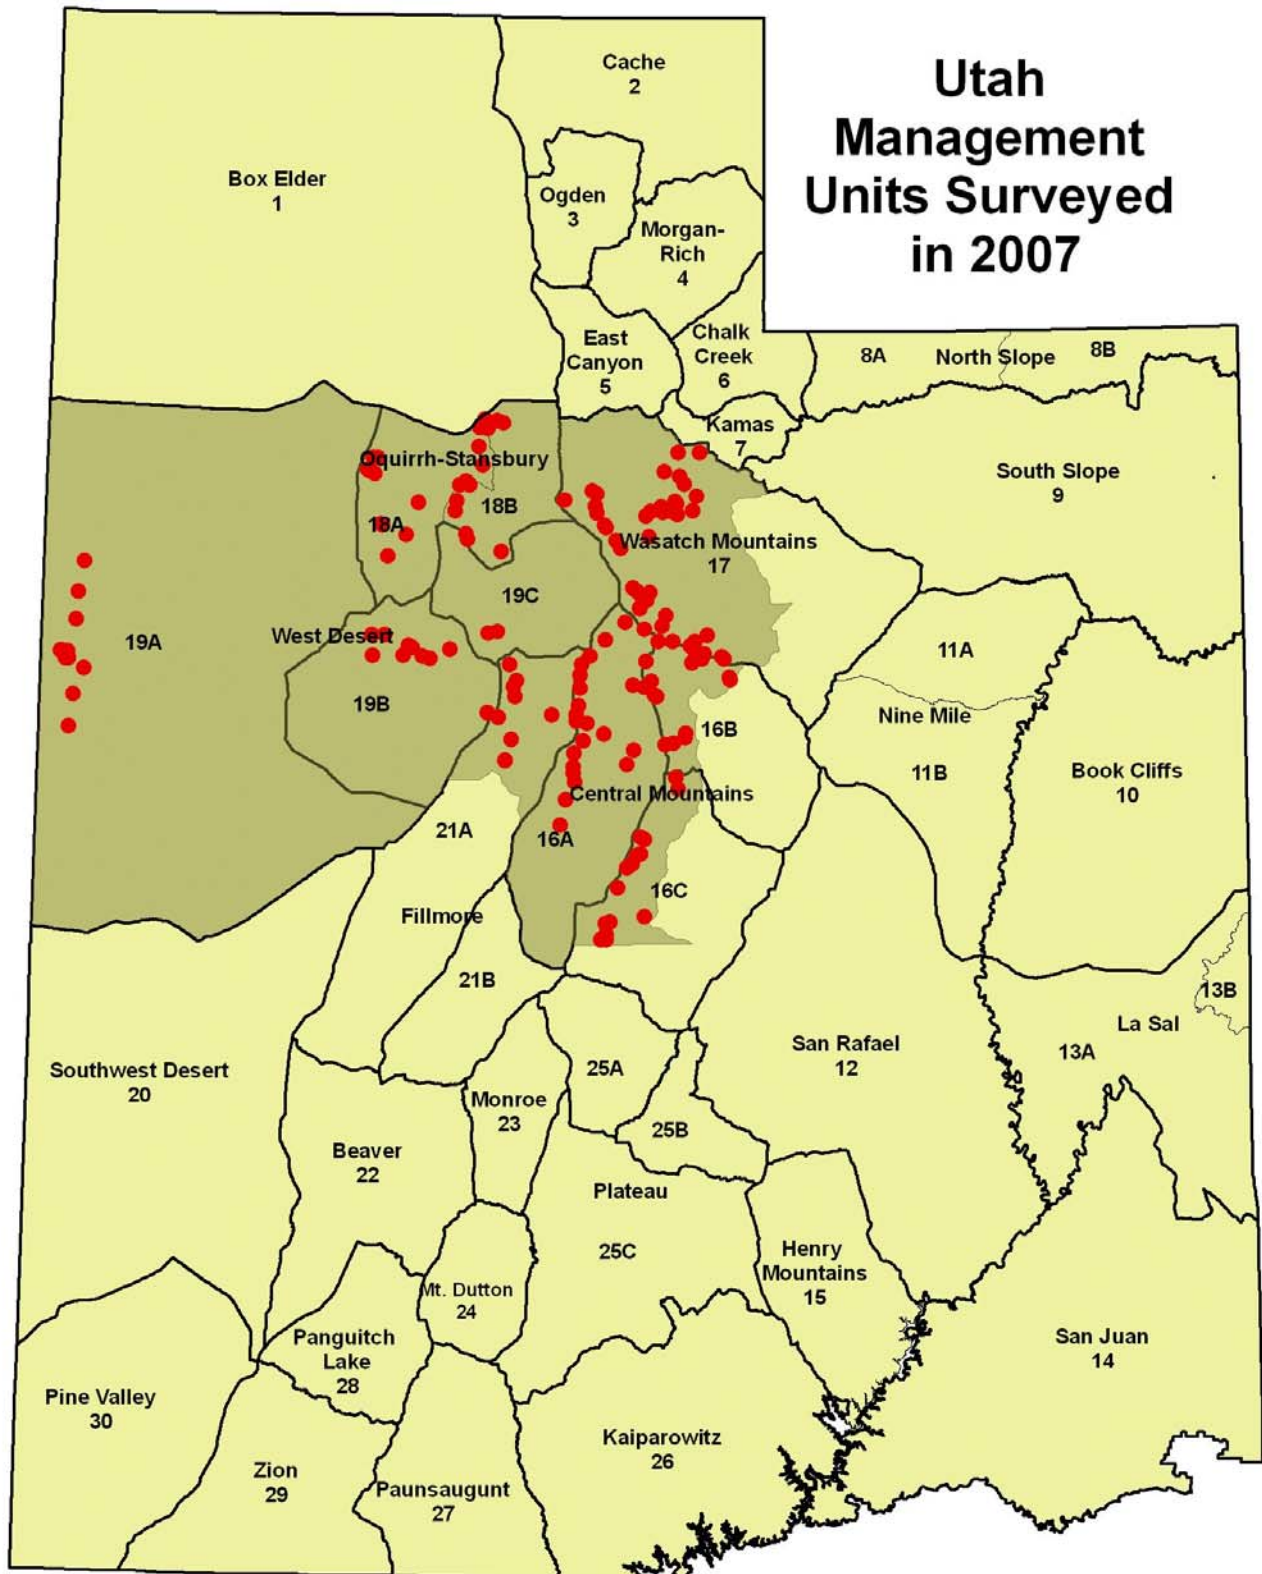 Utah
Management
Units Surveyed
in 2007
Cache
2
Box Elder
1
Ogden
3
Morgan-
Rich
4
East
Canyon
5
Chalk
Creek
6
8A
North Slope
8B
Kamas
7
South Slope
9
Oquirrh-Stansbury
18A
18B
Wasatch Mountains
17
19C
19A
West Desert
19B
11A
Nine Mile
11B
16B
Book Cliffs
10
Central Mountains
16A
21A
16C
Fillmore
21B
13B
La Sal
13A
Southwest Desert
20
San Rafael
12
25A
Monroe
23
25B
Beaver
22
Plateau
25C
Henry
Mountains
15
Mt. Dutton
24
San Juan
14
Panguitch
Lake
28
Pine Valley
30
Kaiparowitz
26
Zion
29
Paunsaugunt
27